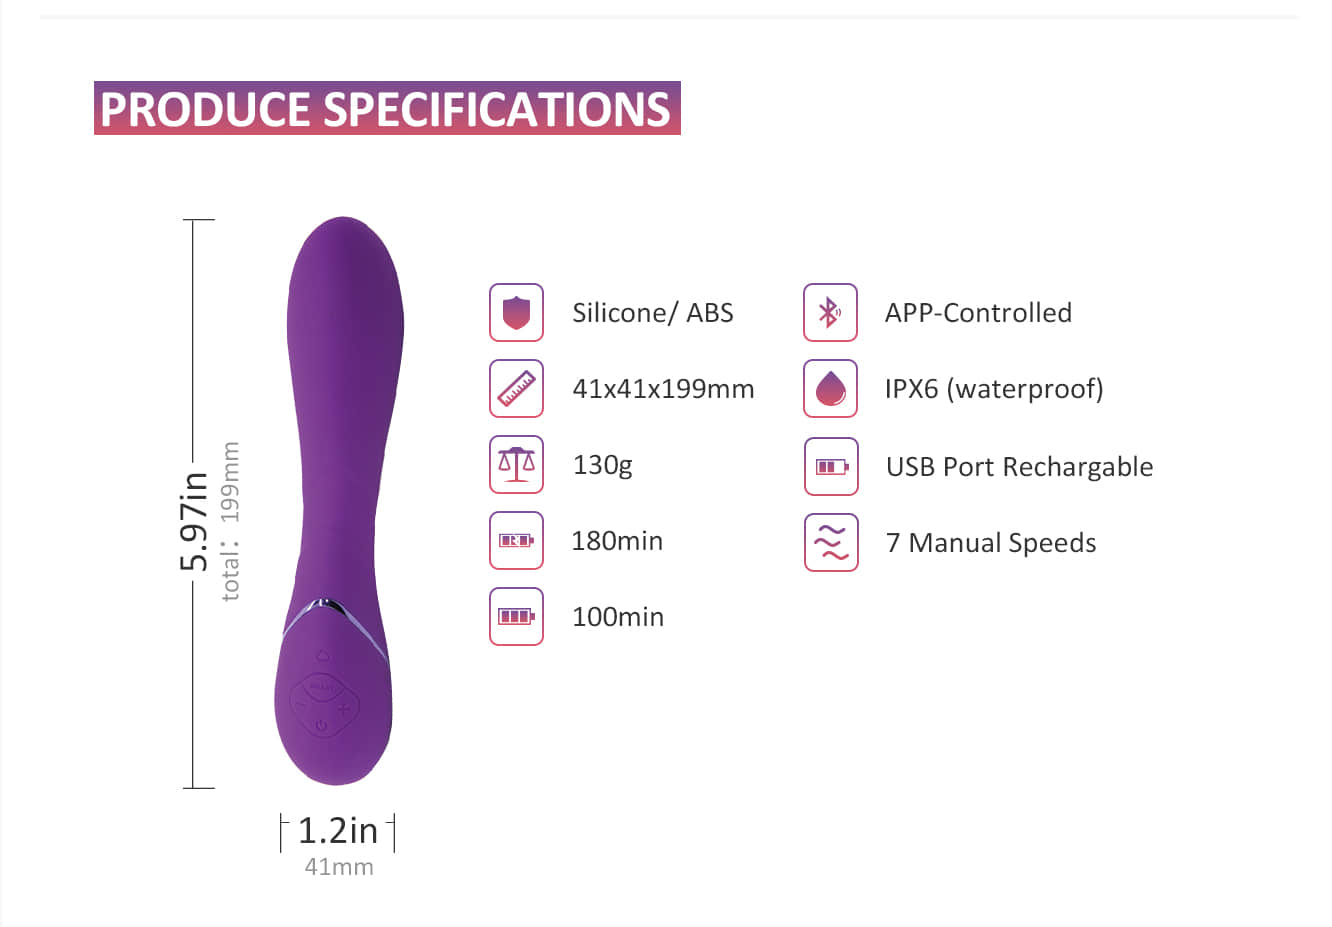 PRODUCE SPECIFICATIONS
5.97in
total: 199mm
1.2in
41mm
Silicone/ ABS
41x41x199mm
130g
180min
100min
APP-Controlled
IPX6 (waterproof)
USB Port Rechargable
7 Manual Speeds